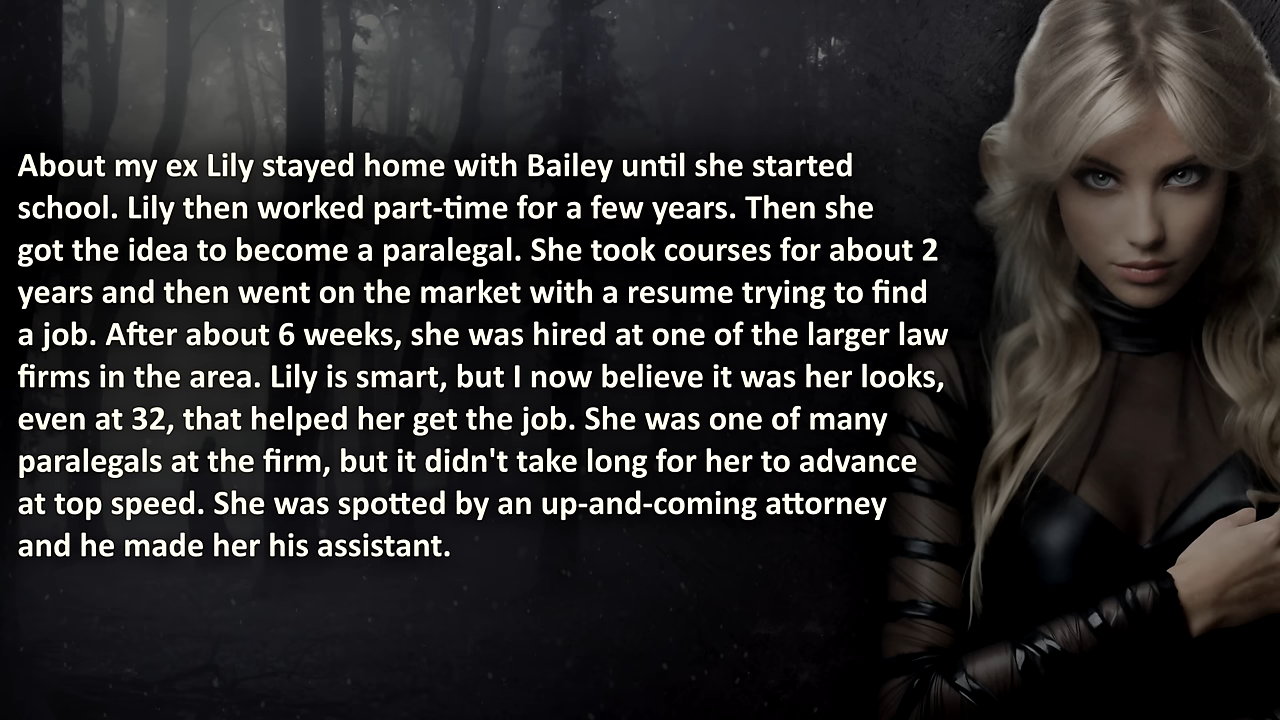 About my ex Lily stayed home with Bailey until she started
school. Lily then worked part-time for a few years. Then she
got the idea to become a paralegal. She took courses for about 2
years and then went on the market with a resume trying to find
a job. After about 6 weeks, she was hired at one of the larger law
firms in the area. Lily is smart, but I now believe it was her looks,
even at 32, that helped her get the job. She was one of many
paralegals at the firm, but it didn't take long for her to advance
at top speed. She was spotted by an up-and-coming attorney
and he made her his assistant.